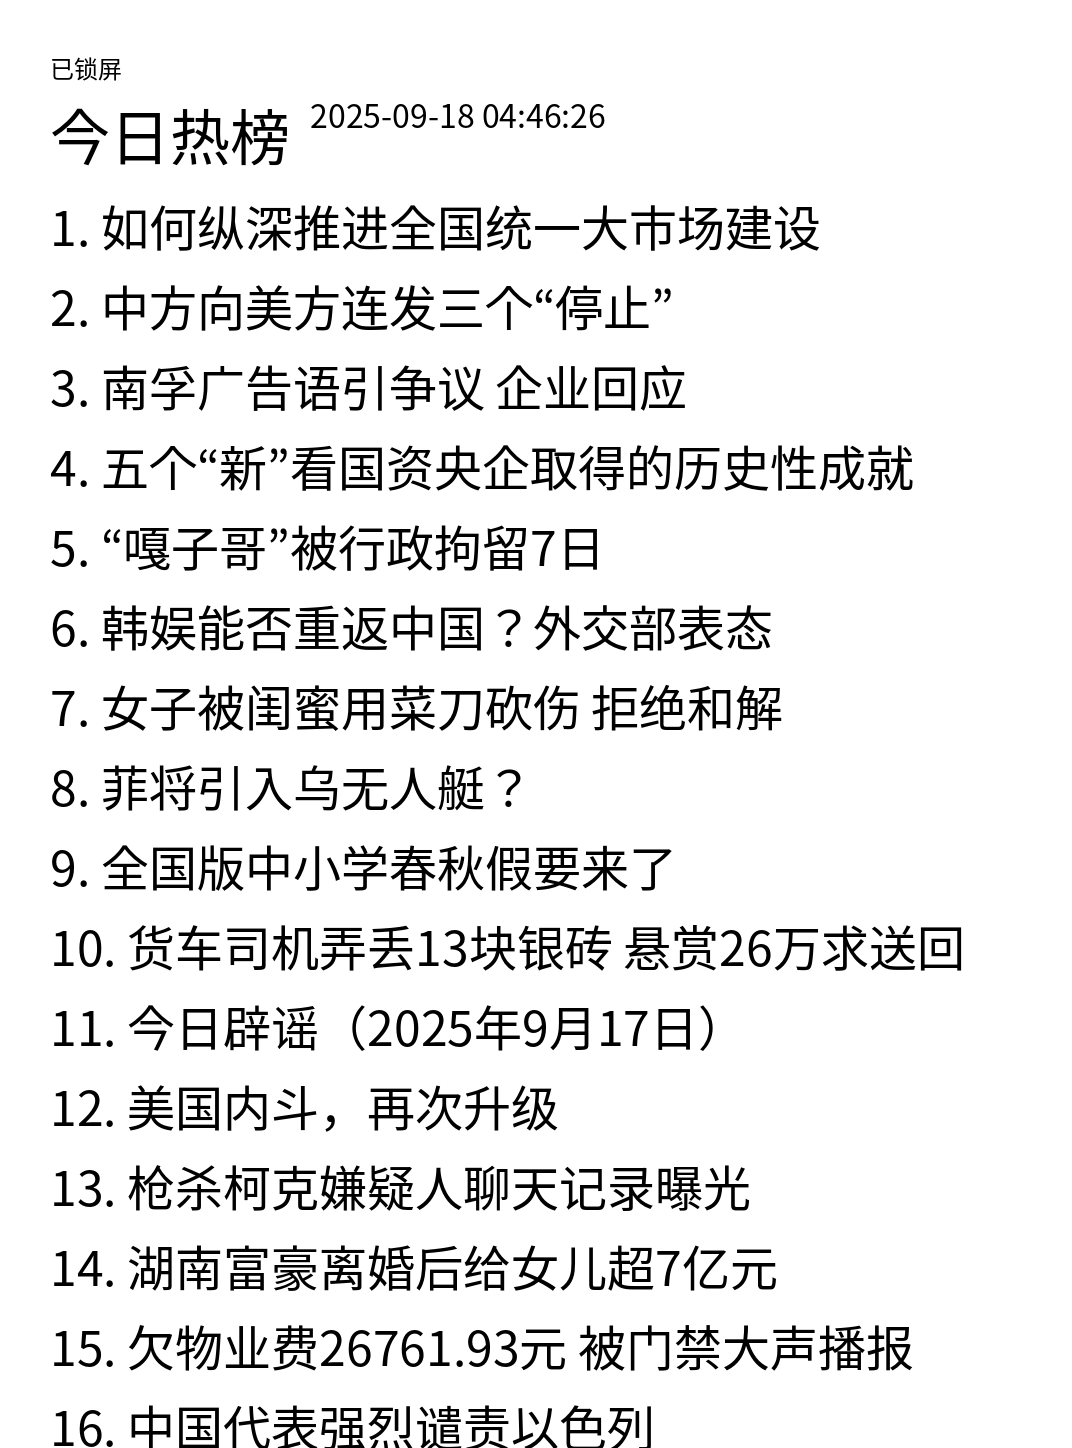 已锁屏
今日热榜 2025-09-18 04:46:26
1. 如何纵深推进全国统一大市场建设
2. 中方向美方连发三个“停止”
3. 南孚广告语引争议 企业回应
4. 五个“新”看国资央企取得的历史性成就
5. “嘎子哥”被行政拘留7日
6. 韩娱能否重返中国？外交部表态
7. 女子被闺蜜用菜刀砍伤 拒绝和解
8. 菲将引入乌无人艇？
9. 全国版中小学春秋假要来了
10. 货车司机弄丢13块银砖 悬赏26万求送回
11. 今日辟谣（2025年9月17日）
12. 美国内斗，再次升级
13. 枪杀柯克嫌疑人聊天记录曝光
14. 湖南富豪离婚后给女儿超7亿元
15. 欠物业费26761.93元 被门禁大声播报
16. 中国代表强烈谴责以色列